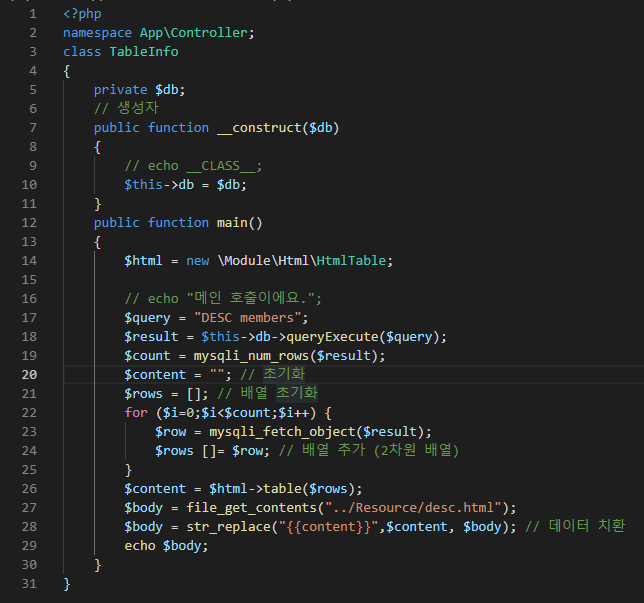 1 <?php
2 namespace App\Controller;
3 class TableInfo
4 {
5     private $db;
6     // 생성자
7     public function __construct($db)
8     {
9         // echo __CLASS__;
10         $this->db = $db;
11     }
12     public function main()
13     {
14         $html = new \Module\Html\HtmlTable;
15
16         // echo "메인 호출이에요.";
17         $query = "DESC members";
18         $result = $this->db->queryExecute($query);
19         $count = mysqli_num_rows($result);
20         $content = ""; // 초기화
21         $rows = []; // 배열 초기화
22         for ($i=0;$i<$count;$i++) {
23             $row = mysqli_fetch_object($result);
24             $rows []= $row; // 배열 추가 (2차원 배열)
25         }
26         $content = $html->table($rows);
27         $body = file_get_contents("../Resource/desc.html");
28         $body = str_replace("{{content}}",$content, $body); // 데이터 치환
29         echo $body;
30     }
31 }